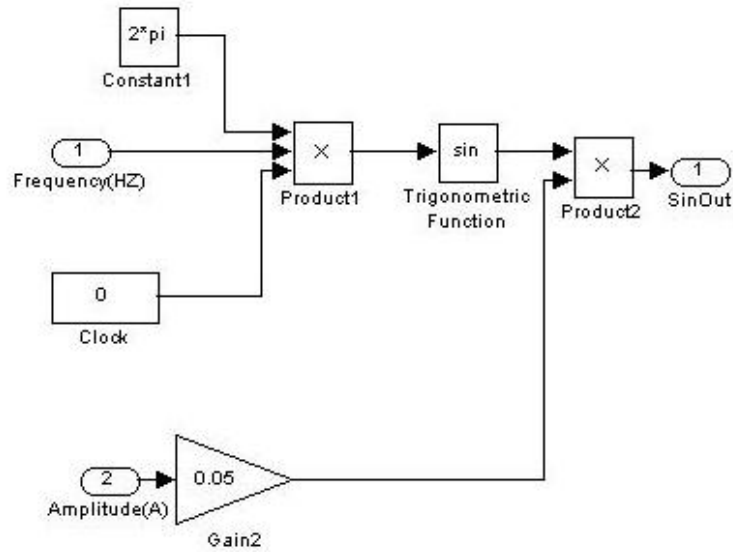 2*pi
Constant1
1
Frequency(HZ)
×
Product1
sin
Trigonometric
Function
×
Product2
1
SinOut
0
Clock
2
Amplitude(A)
0.05
Gain2